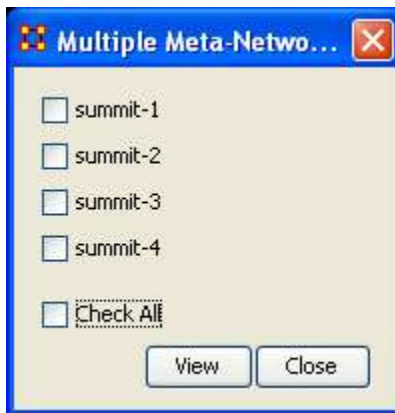 Multiple Meta-Netwo...
summit-1
summit-2
summit-3
summit-4
Check All
View Close